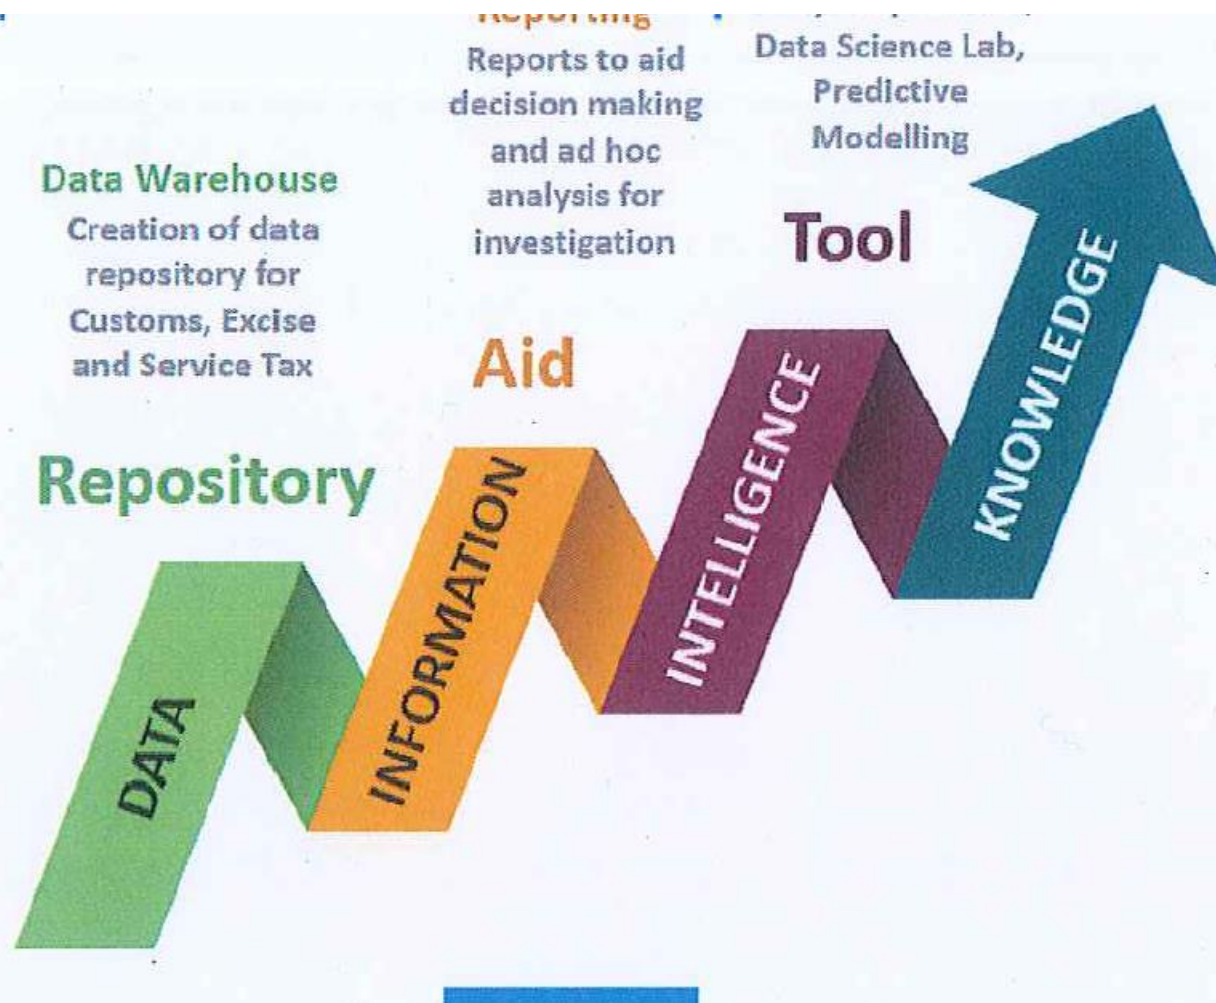 Data Warehouse
Creation of data
repository for
Customs, Excise
and Service Tax
Repository
DATA
Reporting
Reports to aid
decision making
and ad hoc
analysis for
investigation
Aid
INFORMATION
Data Science Lab,
Predictive
Modelling
Tool
INTELLIGENCE
KNOWLEDGE